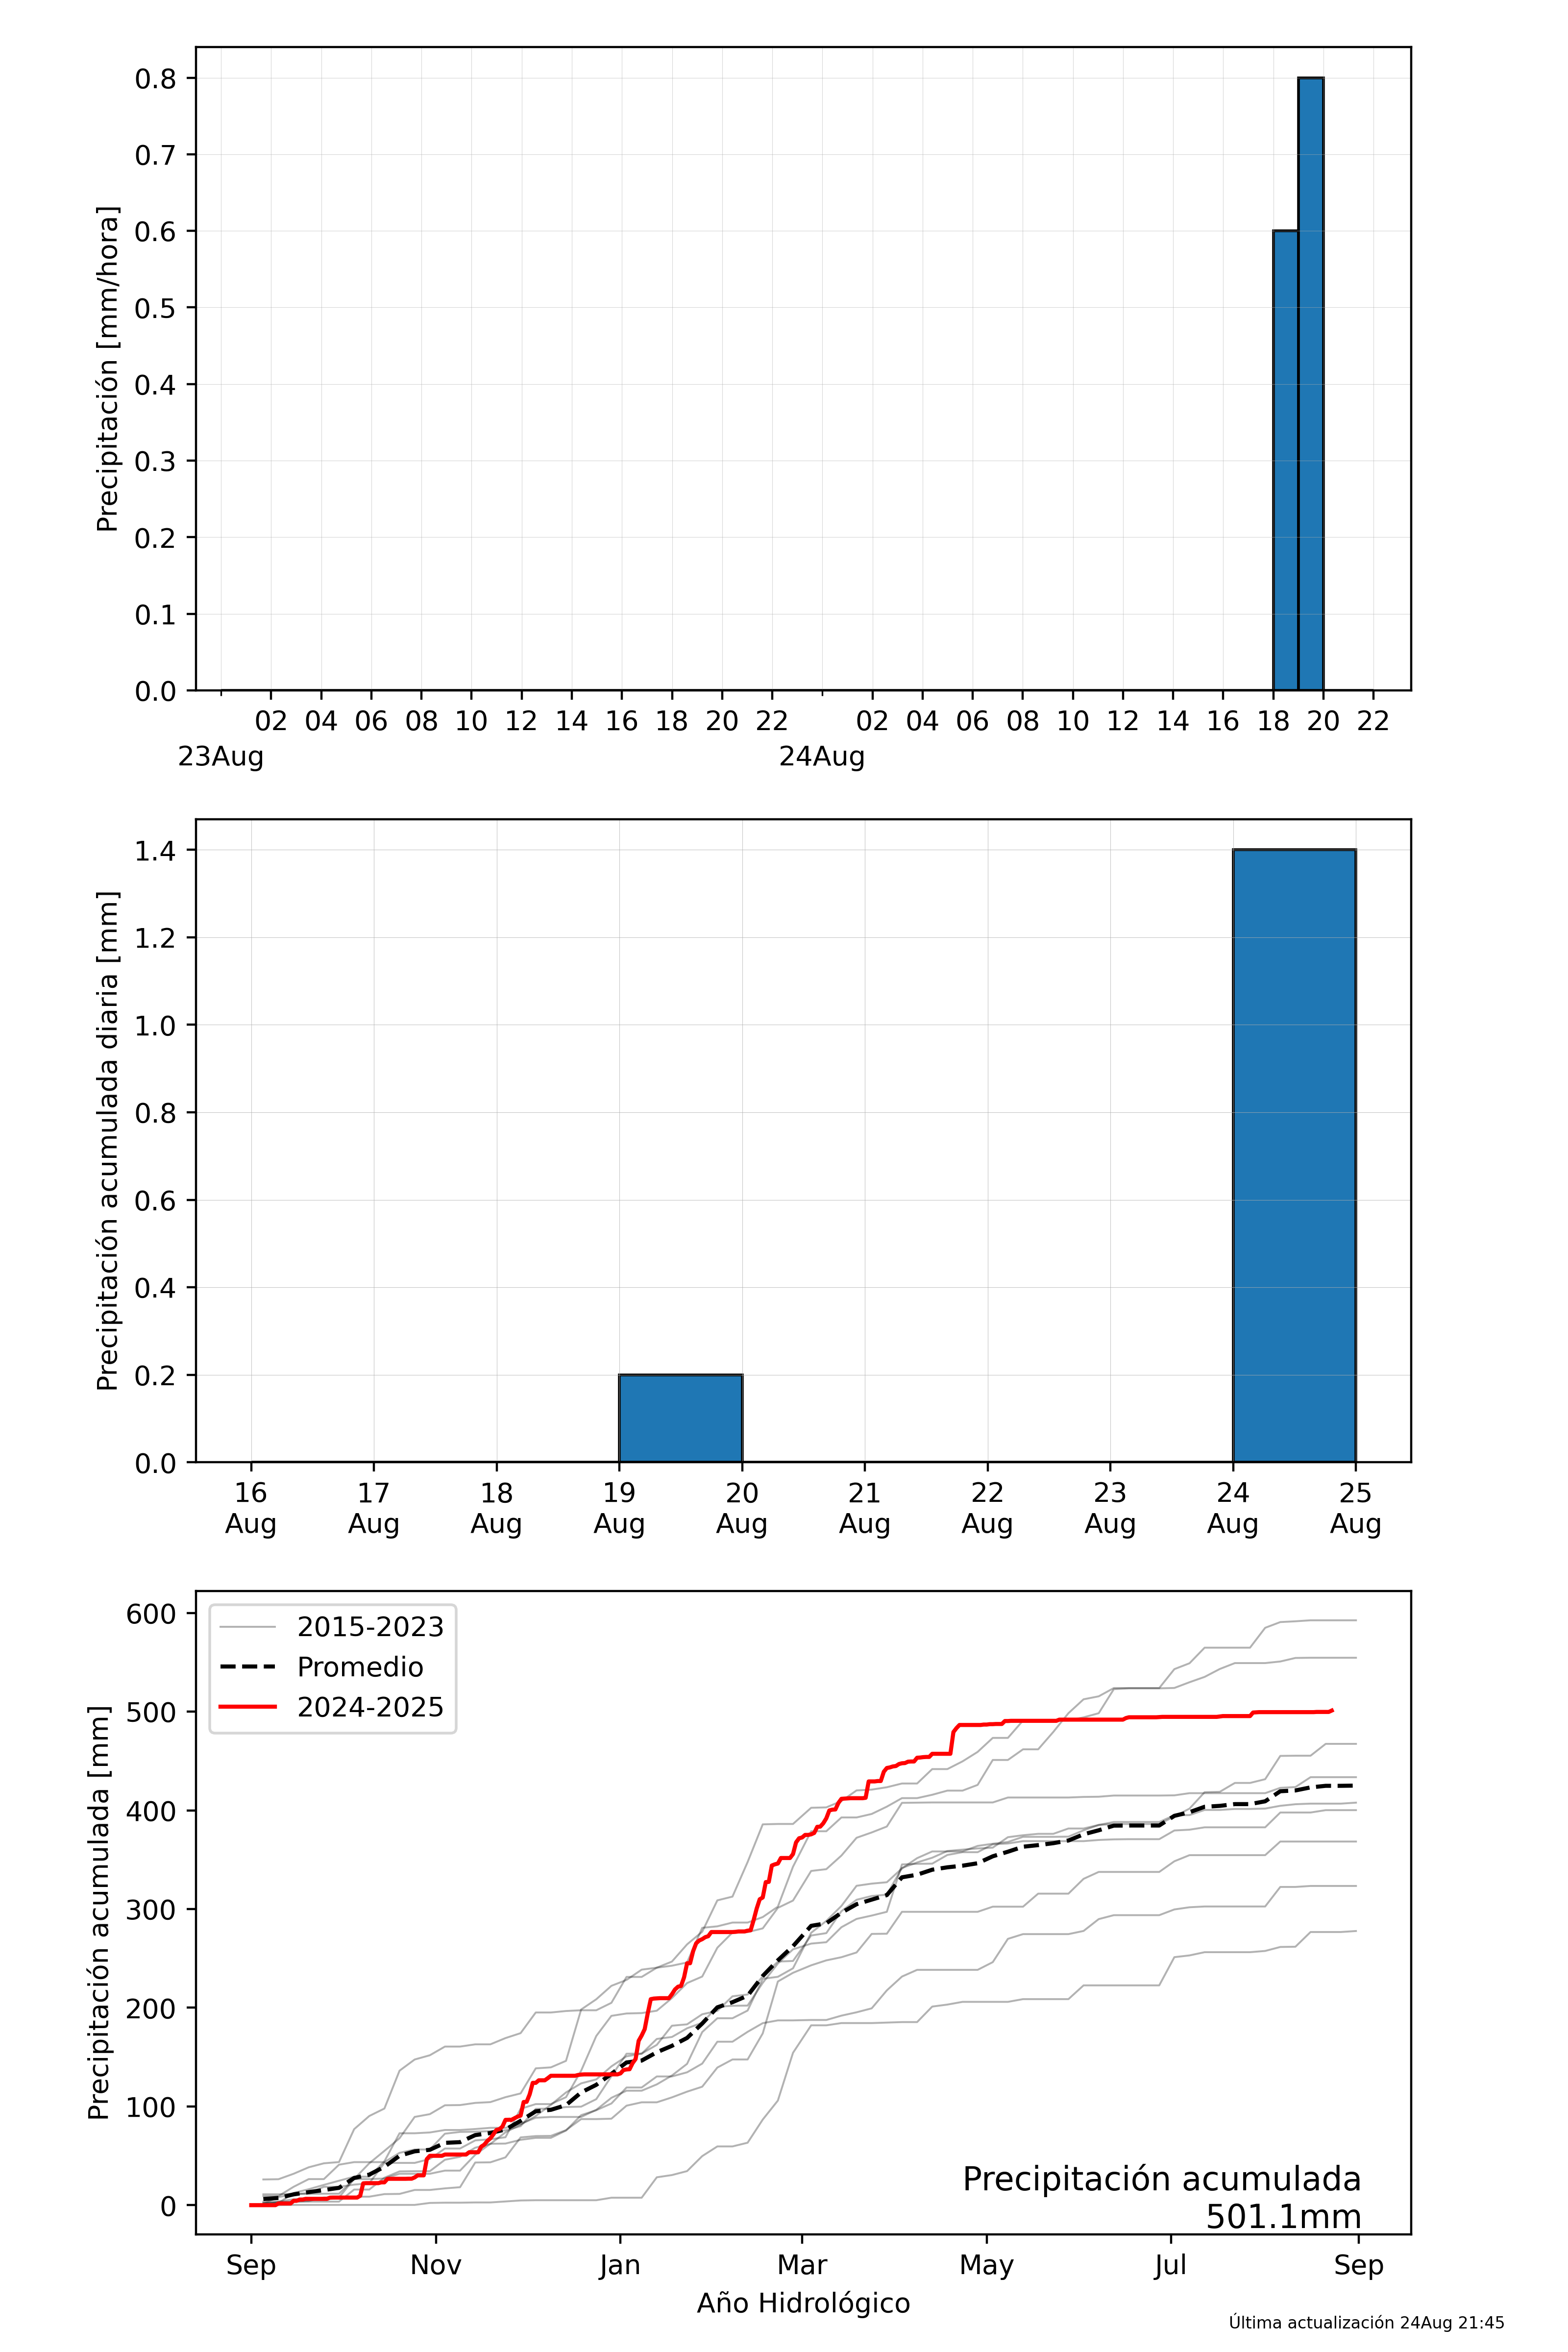 Precipitación [mm/hora]
0.8
0.7
0.6
0.5
0.4
0.3
0.2
0.1
0.0
02 04 06 08 10 12 14 16 18 20 22 02 04 06 08 10 12 14 16 18 20 22
23Aug 24Aug
Precipitación acumulada diaria [mm]
1.4
1.2
1.0
0.8
0.6
0.4
0.2
0.0
16 17 18 19 20 21 22 23 24 25
Aug Aug Aug Aug Aug Aug Aug Aug Aug Aug
Precipitación acumulada [mm]
600
500
400
300
200
100
0
2015-2023
Promedio
2024-2025
Precipitación acumulada
501.1mm
Sep Nov Jan Mar May Jul Sep
Año Hidrológico
Última actualización 24Aug 21:45